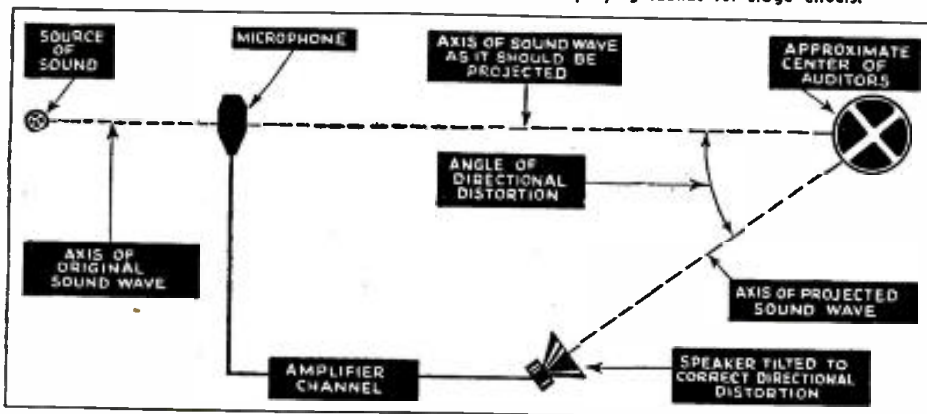 SOURCE
OF
SOUND
MICROPHONE
AXIS OF SOUND WAVE
AS IT SHOULD BE
PROJECTED
APPROXIMATE
CENTER OF
AUDITORS
ANGLE OF
DIRECTIONAL
DISTORTION
AXIS OF
ORIGINAL
SOUND WAVE
AXIS OF PROJECTED
SOUND WAVE
AMPLIFIER
CHANNEL
SPEAKER TILTED TO
CORRECT DIRECTIONAL
DISTORTION